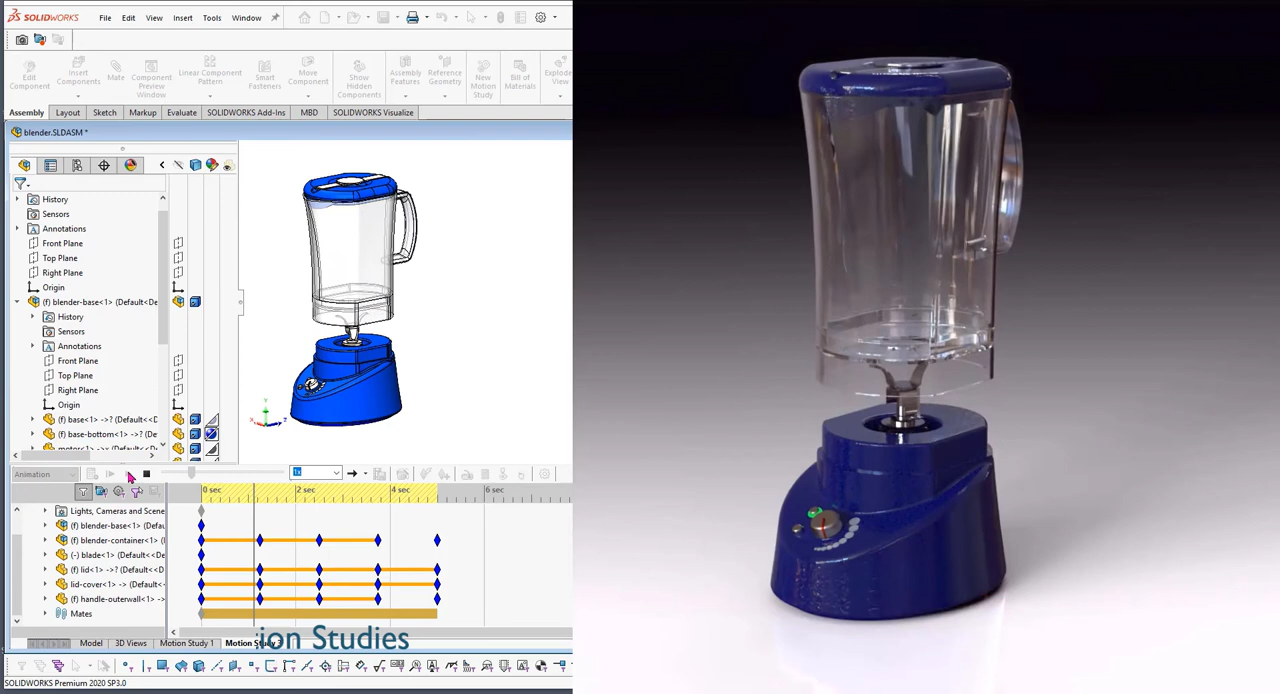 SOLIDWORKS File Edit View Insert Tools Window
Edit Component
Insert Components
Mate
Component Preview Window
Linear Component Pattern
Smart Fasteners
Move Component
Show Hidden Components
Assembly Features
Reference Geometry
New Motion Study
Bill of Materials
Explode View
Assembly Layout Sketch Markup Evaluate SOLIDWORKS Add-Ins MBD SOLIDWORKS Visualize
blender.SLDASM *
History
Sensors
Annotations
Front Plane
Top Plane
Right Plane
Origin
(f) blender-base<1> (Default<De
History
Sensors
Annotations
Front Plane
Top Plane
Right Plane
Origin
(f) base<1> ->? (Default<<D
(f) base-bottom<1> (De
Y
X Z
Animation 1x
0 sec 2 sec 4 sec 6 sec
Lights, Cameras and Scene
(f) blender-base<1> (Defau
(f) blender-container<1> (
(-) blade<1> (Default<<De
(f) lid<1> ->? (Default<<D
lid-cover<1> -> (Default<<
(f) handle-outerwall<1> ->
Mates
Model 3D Views Motion Study 1 Motion Study
ion Studies
SOLIDWORKS Premium 2020 SP3.0